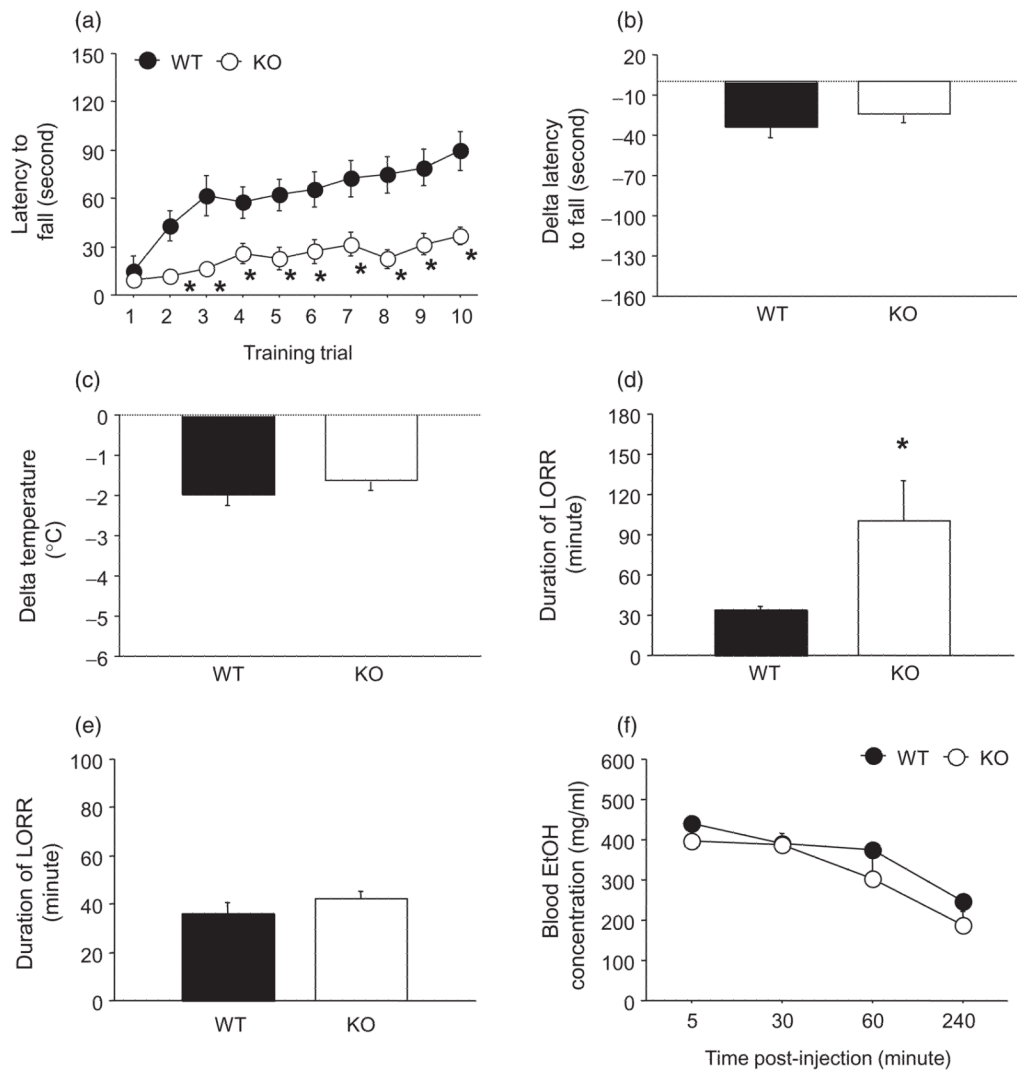 (a)
150
120
90
60
30
0
WT KO
Latency to
fall (second)
* * * * * * * * *
1 2 3 4 5 6 7 8 9 10
Training trial
(b)
20
−10
−40
−70
−100
−130
−160
Delta latency
to fall (second)
WT KO
(c)
0
−1
−2
−3
−4
−5
−6
Delta temperature
(°C)
WT KO
(d)
180
150
120
90
60
30
0
Duration of LORR
(minute)
*
WT KO
(e)
100
80
60
40
20
0
Duration of LORR
(minute)
WT KO
(f)
WT KO
600
500
400
300
200
100
0
Blood EtOH
concentration (mg/ml)
5 30 60 240
Time post-injection (minute)